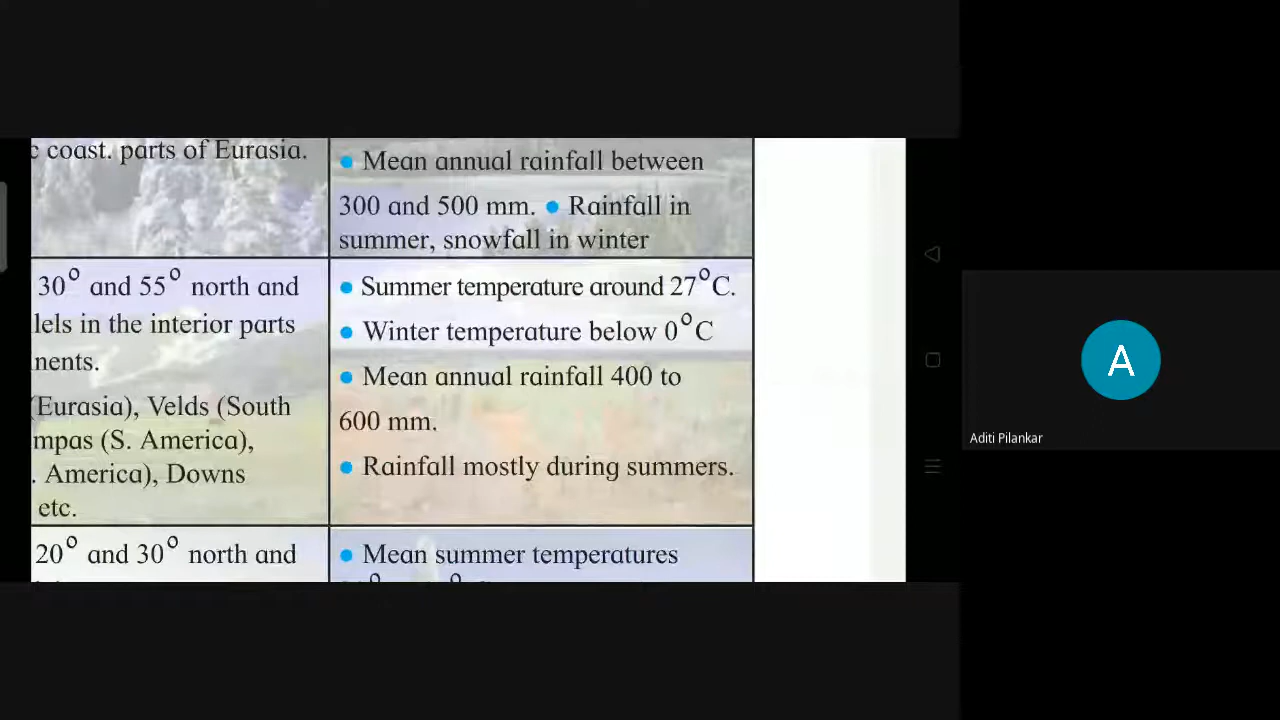 c coast. parts of Eurasia.
• Mean annual rainfall between
300 and 500 mm. • Rainfall in
summer, snowfall in winter
30° and 55° north and
lels in the interior parts
nents.
(Eurasia), Velds (South
mpas (S. America),
. America), Downs
etc.
• Summer temperature around 27°C.
• Winter temperature below 0°C
• Mean annual rainfall 400 to
600 mm.
• Rainfall mostly during summers.
20° and 30° north and
• Mean summer temperatures
A
Aditi Pilankar